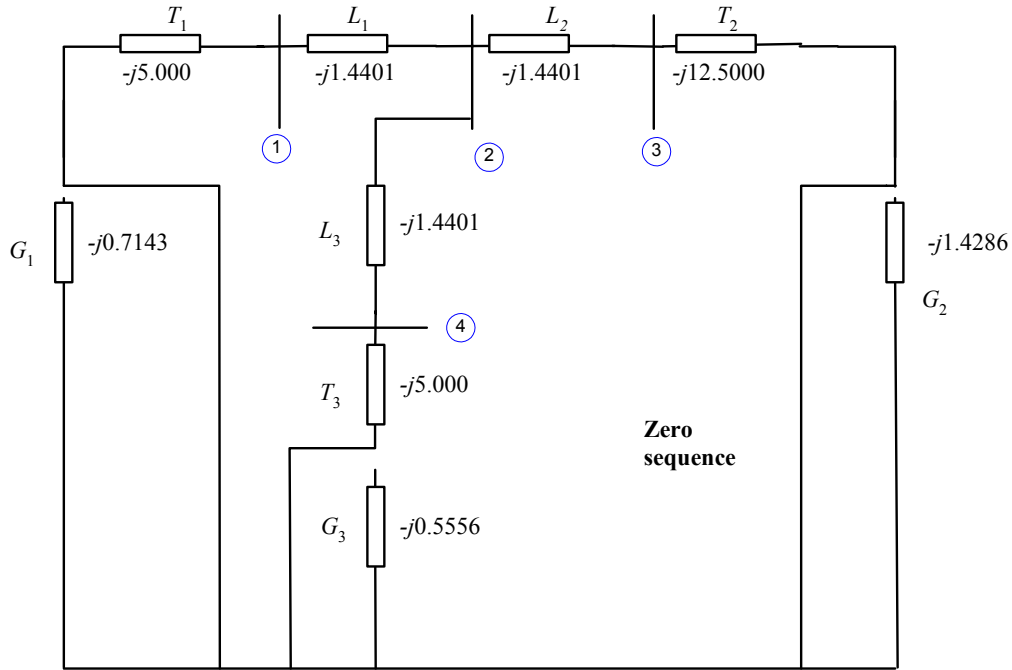 T1 L1 L2 T2
-j5.000 -j1.4401 -j1.4401 -j12.5000
1 2 3
G1 -j0.7143
L3 -j1.4401
-j1.4286
G2
4
T3 -j5.000
Zero
sequence
G3 -j0.5556